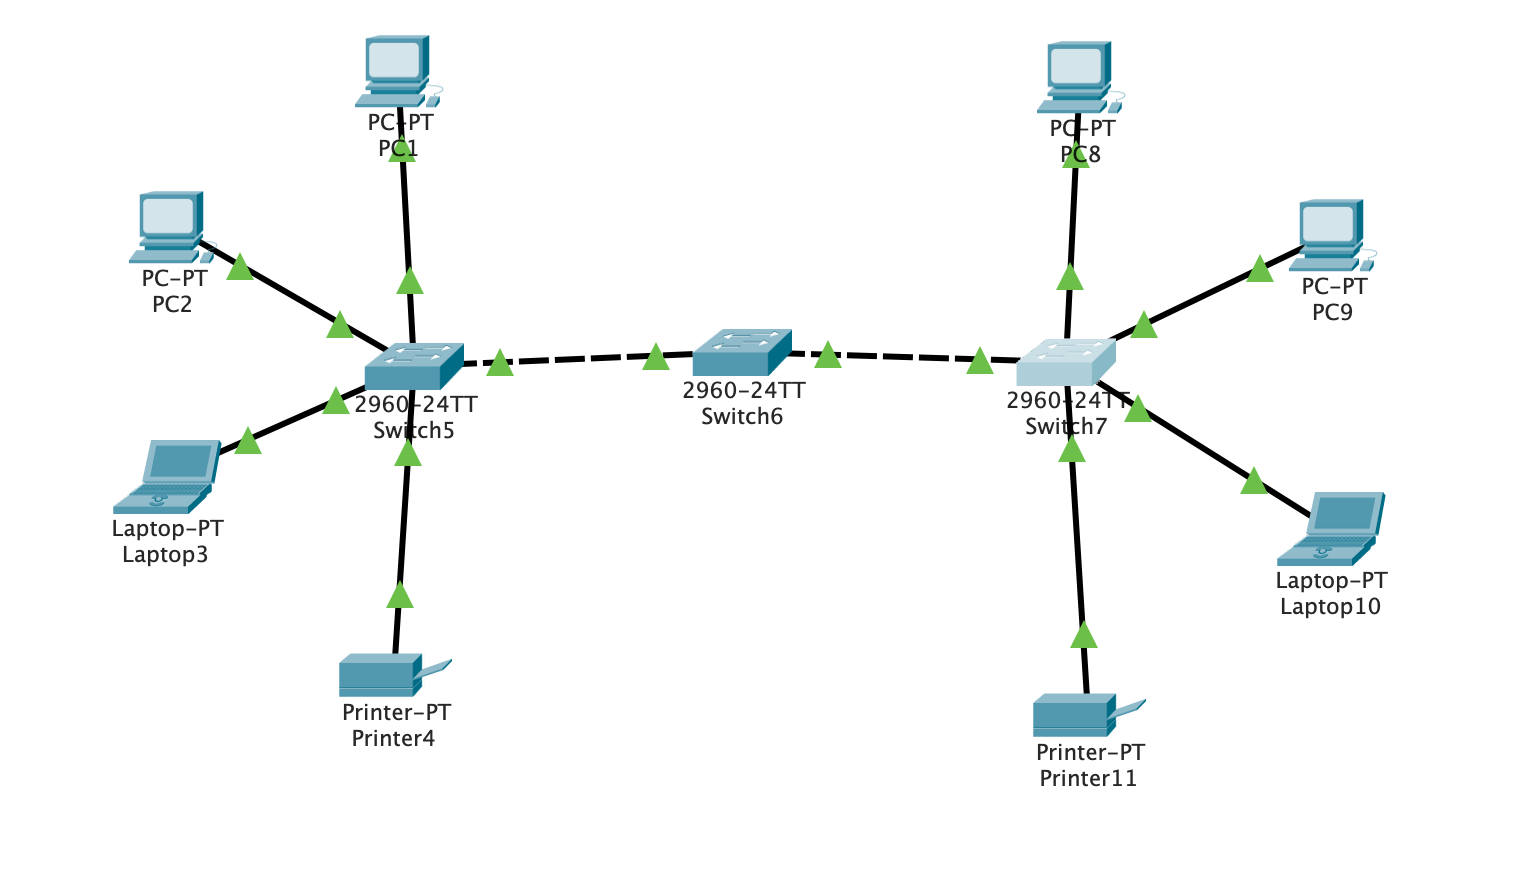 PC-PT
PC1
PC-PT
PC8
PC-PT
PC2
PC-PT
PC9
2960-24TT
Switch5
2960-24TT
Switch6
2960-24TT
Switch7
Laptop-PT
Laptop3
Laptop-PT
Laptop10
Printer-PT
Printer4
Printer-PT
Printer11